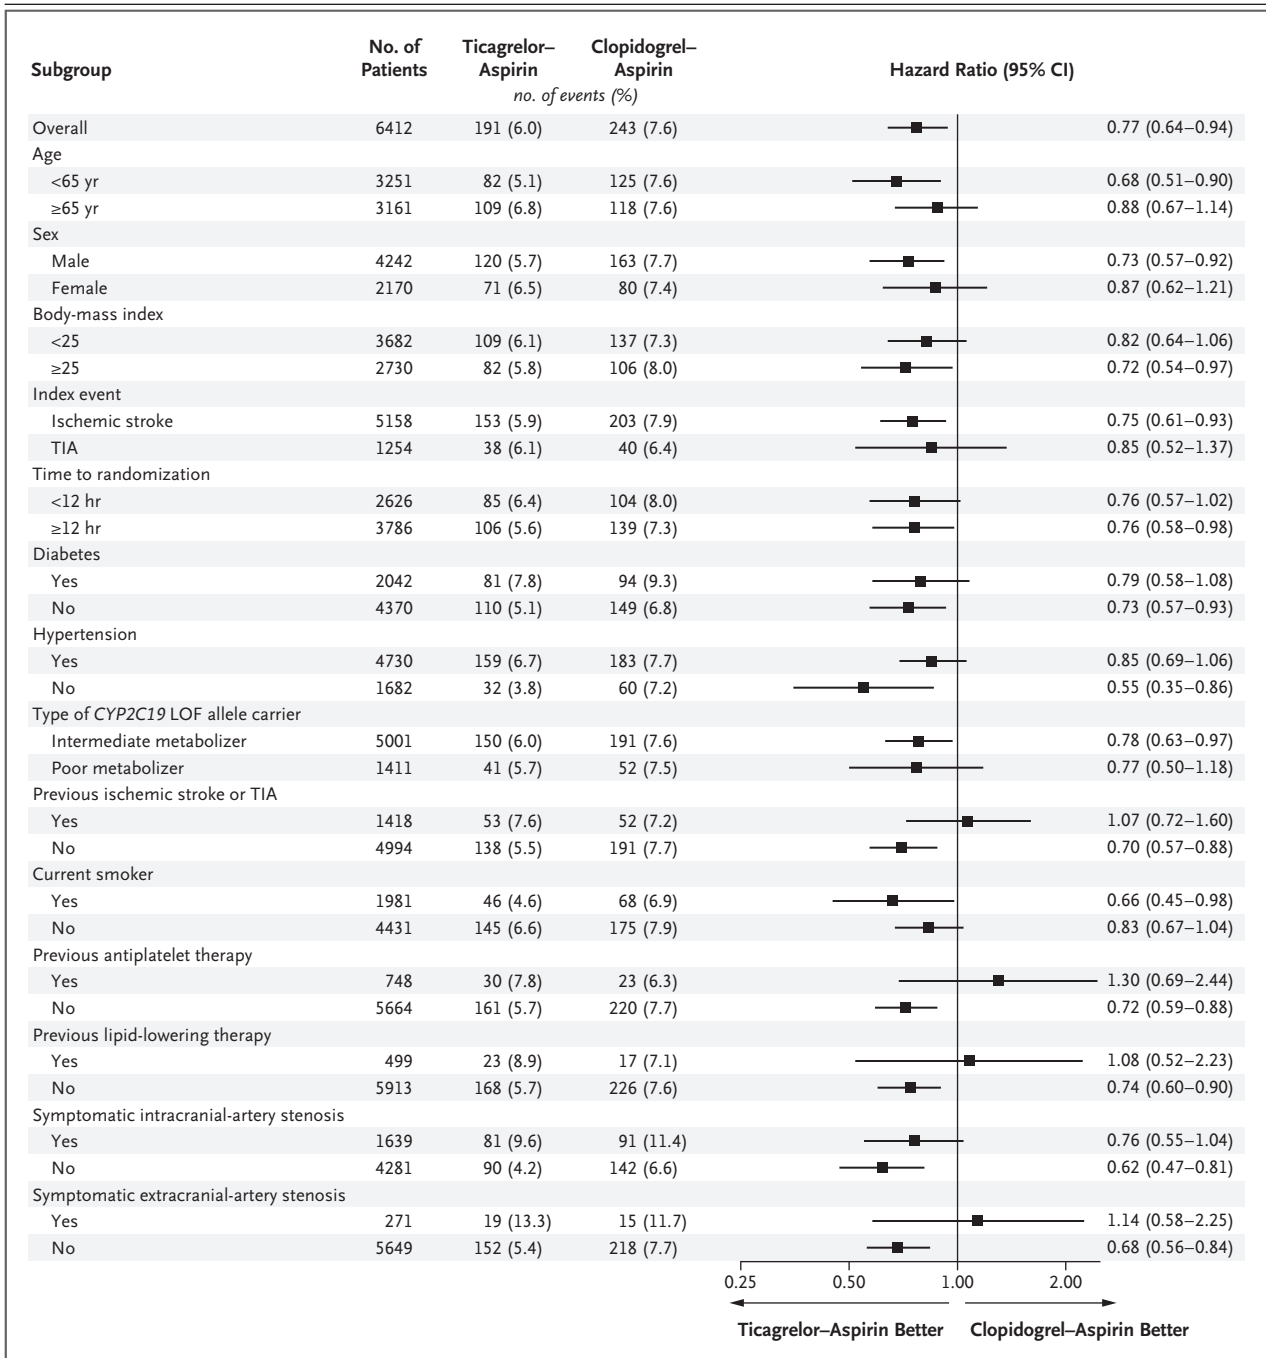 Subgroup No. of Patients Ticagrelor–Aspirin Clopidogrel–Aspirin Hazard Ratio (95% CI)
no. of events (%)
Overall 6412 191 (6.0) 243 (7.6) 0.77 (0.64–0.94)
Age
<65 yr 3251 82 (5.1) 125 (7.6) 0.68 (0.51–0.90)
≥65 yr 3161 109 (6.8) 118 (7.6) 0.88 (0.67–1.14)
Sex
Male 4242 120 (5.7) 163 (7.7) 0.73 (0.57–0.92)
Female 2170 71 (6.5) 80 (7.4) 0.87 (0.62–1.21)
Body-mass index
<25 3682 109 (6.1) 137 (7.3) 0.82 (0.64–1.06)
≥25 2730 82 (5.8) 106 (8.0) 0.72 (0.54–0.97)
Index event
Ischemic stroke 5158 153 (5.9) 203 (7.9) 0.75 (0.61–0.93)
TIA 1254 38 (6.1) 40 (6.4) 0.85 (0.52–1.37)
Time to randomization
<12 hr 2626 85 (6.4) 104 (8.0) 0.76 (0.57–1.02)
≥12 hr 3786 106 (5.6) 139 (7.3) 0.76 (0.58–0.98)
Diabetes
Yes 2042 81 (7.8) 94 (9.3) 0.79 (0.58–1.08)
No 4370 110 (5.1) 149 (6.8) 0.73 (0.57–0.93)
Hypertension
Yes 4730 159 (6.7) 183 (7.7) 0.85 (0.69–1.06)
No 1682 32 (3.8) 60 (7.2) 0.55 (0.35–0.86)
Type of CYP2C19 LOF allele carrier
Intermediate metabolizer 5001 150 (6.0) 191 (7.6) 0.78 (0.63–0.97)
Poor metabolizer 1411 41 (5.7) 52 (7.5) 0.77 (0.50–1.18)
Previous ischemic stroke or TIA
Yes 1418 53 (7.6) 52 (7.2) 1.07 (0.72–1.60)
No 4994 138 (5.5) 191 (7.7) 0.70 (0.57–0.88)
Current smoker
Yes 1981 46 (4.6) 68 (6.9) 0.66 (0.45–0.98)
No 4431 145 (6.6) 175 (7.9) 0.83 (0.67–1.04)
Previous antiplatelet therapy
Yes 748 30 (7.8) 23 (6.3) 1.30 (0.69–2.44)
No 5664 161 (5.7) 220 (7.7) 0.72 (0.59–0.88)
Previous lipid-lowering therapy
Yes 499 23 (8.9) 17 (7.1) 1.08 (0.52–2.23)
No 5913 168 (5.7) 226 (7.6) 0.74 (0.60–0.90)
Symptomatic intracranial-artery stenosis
Yes 1639 81 (9.6) 91 (11.4) 0.76 (0.55–1.04)
No 4281 90 (4.2) 142 (6.6) 0.62 (0.47–0.81)
Symptomatic extracranial-artery stenosis
Yes 271 19 (13.3) 15 (11.7) 1.14 (0.58–2.25)
No 5649 152 (5.4) 218 (7.7) 0.68 (0.56–0.84)
0.25 0.50 1.00 2.00
Ticagrelor–Aspirin Better Clopidogrel–Aspirin Better